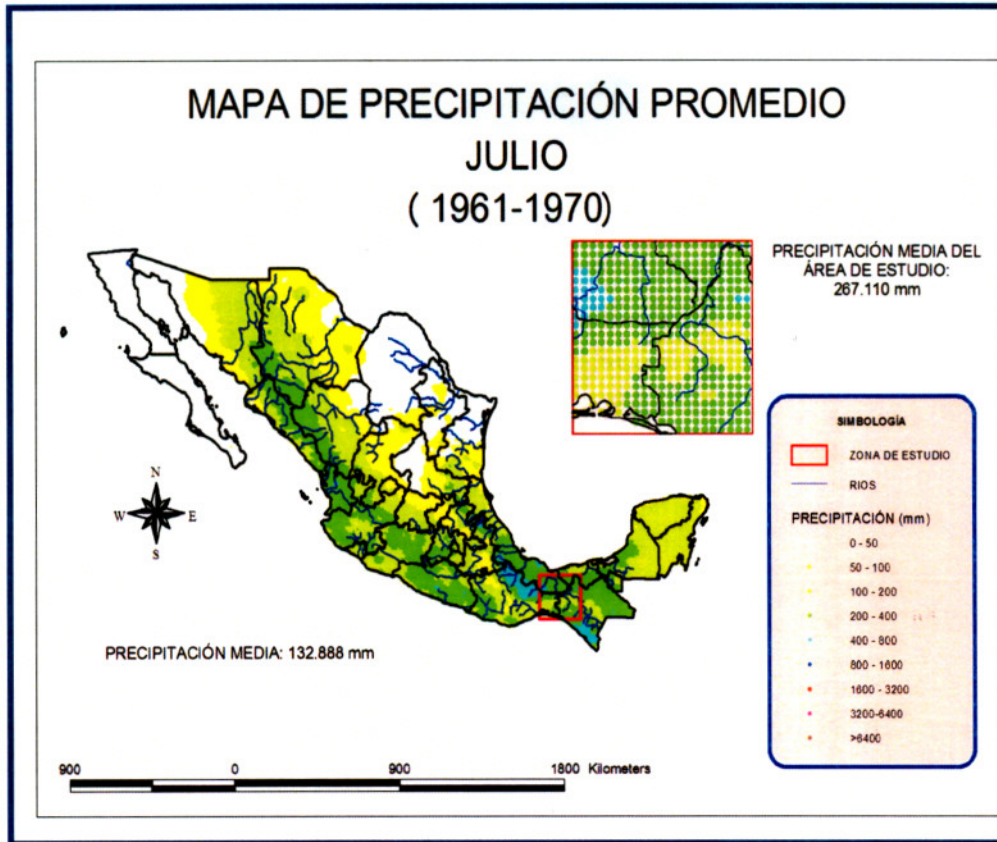 MAPA DE PRECIPITACIÓN PROMEDIO
JULIO
( 1961-1970)
PRECIPITACIÓN MEDIA DEL
ÁREA DE ESTUDIO:
267.110 mm
SIMBOLOGÍA
ZONA DE ESTUDIO
RIOS
PRECIPITACIÓN (mm)
0 - 50
50 - 100
100 - 200
200 - 400
400 - 800
800 - 1600
1600 - 3200
3200-6400
>6400
N
W
E
S
PRECIPITACIÓN MEDIA: 132.888 mm
900 0 900 1800 Kilometers